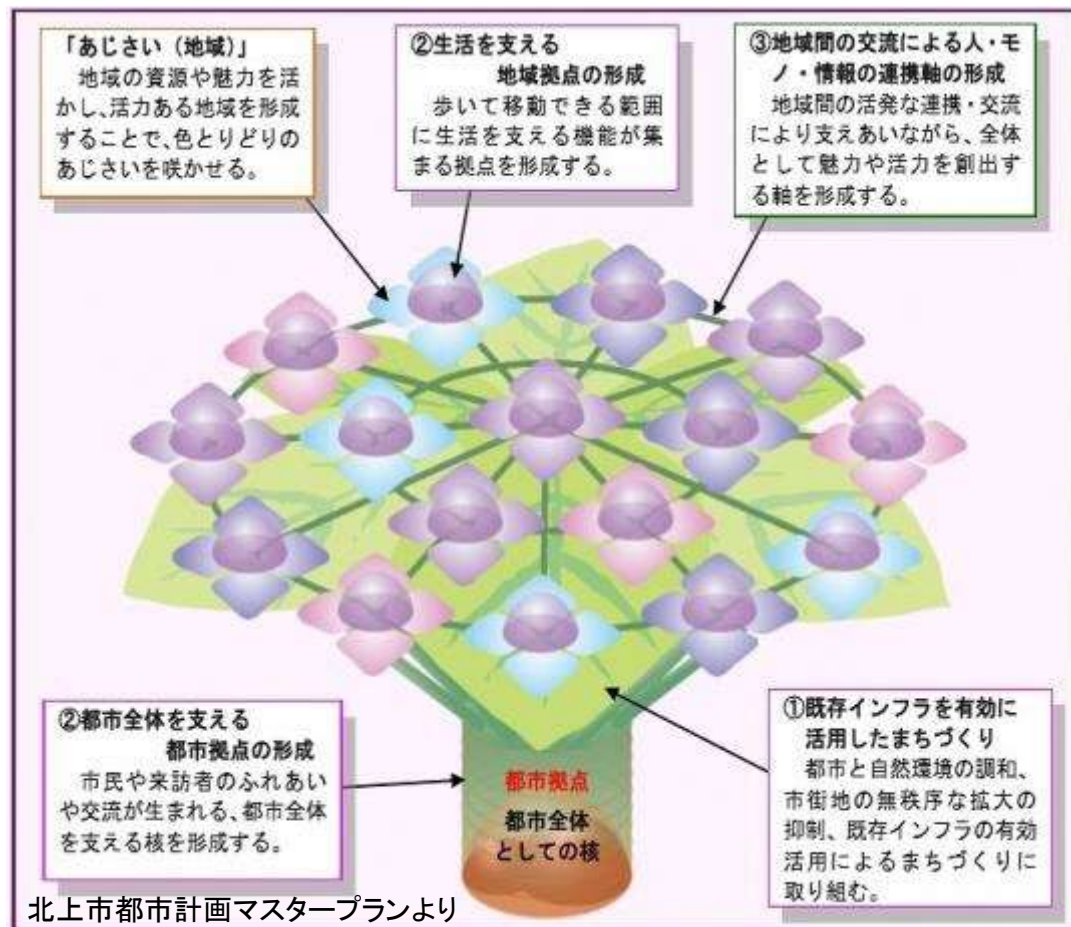 「あじさい（地域）」
地域の資源や魅力を活
かし、活力ある地域を形成
することで、色とりどりの
あじさいを咲かせる。
②生活を支える
地域拠点の形成
歩いて移動できる範囲
に生活を支える機能が集
まる拠点を形成する。
③地域間の交流による人・モ
ノ・情報の連携軸の形成
地域間の活発な連携・交流
により支えあいながら、全体
として魅力や活力を創出す
る軸を形成する。
②都市全体を支える
都市拠点の形成
市民や来訪者のふれあい
や交流が生まれる、都市全体
を支える核を形成する。
都市拠点
都市全体
としての核
①既存インフラを有効に
活用したまちづくり
都市と自然環境の調和、
市街地の無秩序な拡大の
抑制、既存インフラの有効
活用によるまちづくりに
取り組む。
北上市都市計画マスタープランより